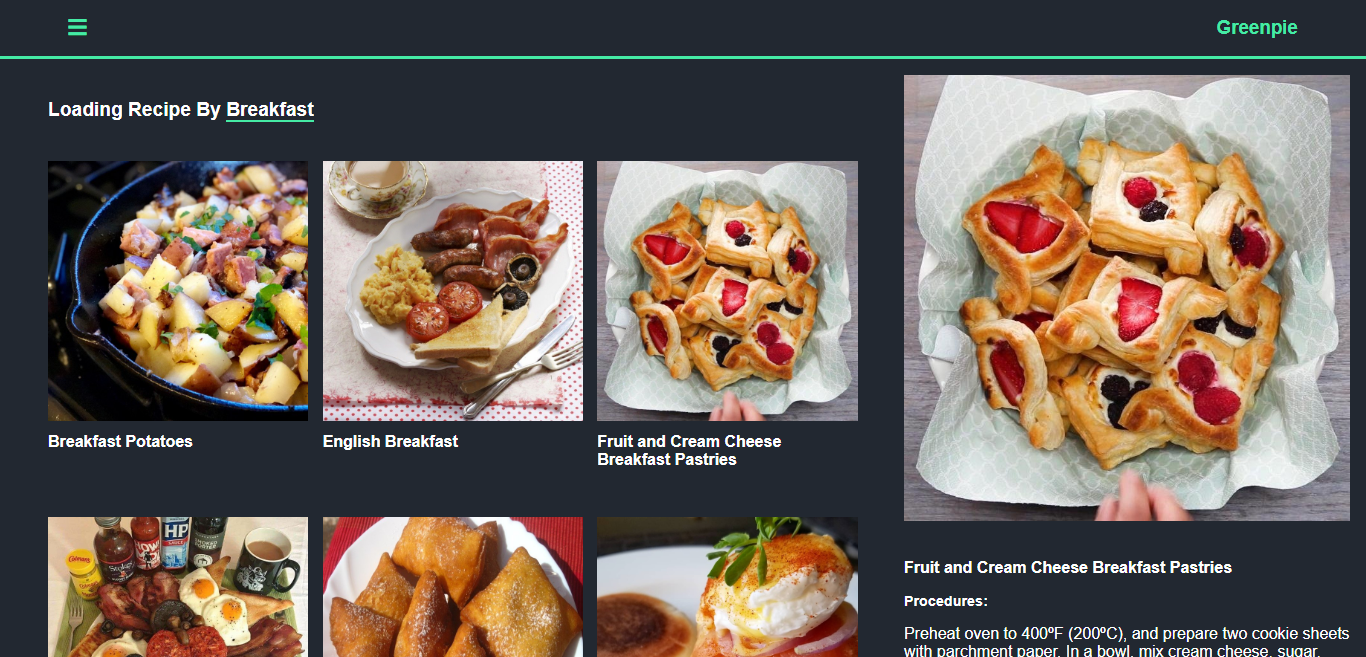 Greenpie
Loading Recipe By Breakfast
Breakfast Potatoes
English Breakfast
Fruit and Cream Cheese
Breakfast Pastries
HP
Fruit and Cream Cheese Breakfast Pastries
Procedures:
Preheat oven to 400ºF (200ºC), and prepare two cookie sheets
with parchment paper. In a bowl, mix cream cheese, sugar,